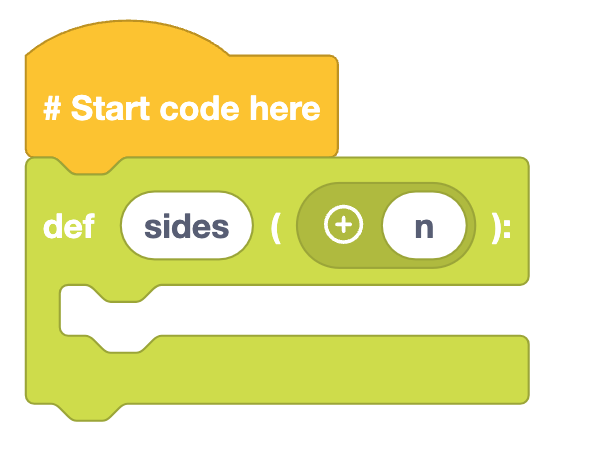 # Start code here
def sides ( + n ):